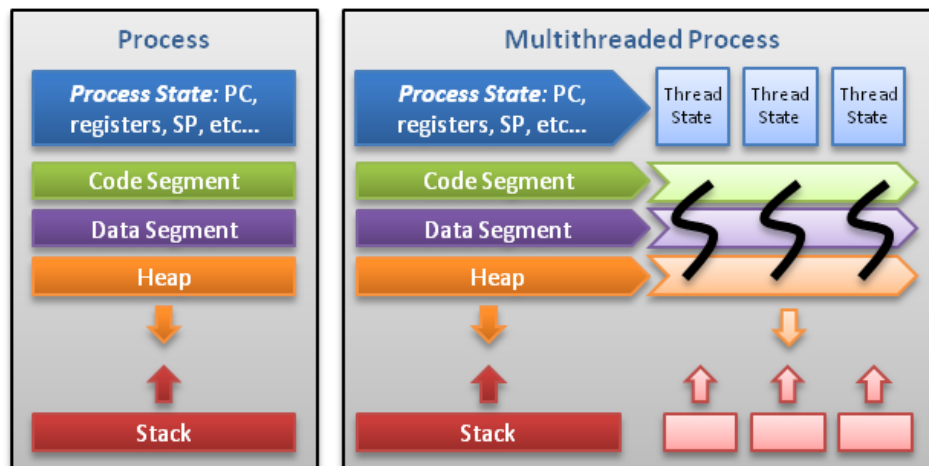 Process
Process State: PC,
registers, SP, etc...
Code Segment
Data Segment
Heap
Stack
Multithreaded Process
Process State: PC,
registers, SP, etc...
Thread
State
Thread
State
Thread
State
Code Segment
Data Segment
Heap
Stack